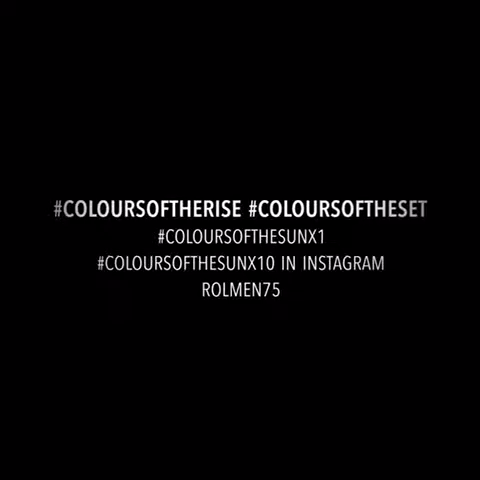 #COLOURSOFTHERISE #COLOURSOFTHESET
#COLOURSOFTHESUNX1
#COLOURSOFTHESUNX10 IN INSTAGRAM
ROLMEN75